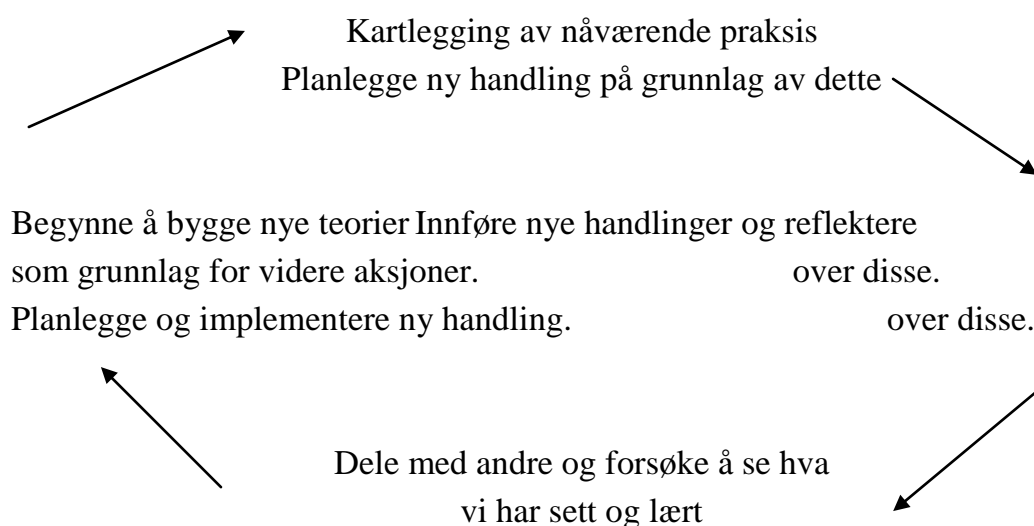 Kartlegging av nåværende praksis
Planlegge ny handling på grunnlag av dette
Begynne å bygge nye teorier Innføre nye handlinger og reflektere
som grunnlag for videre aksjoner. over disse.
Planlegge og implementere ny handling. over disse.
Dele med andre og forsøke å se hva
vi har sett og lært